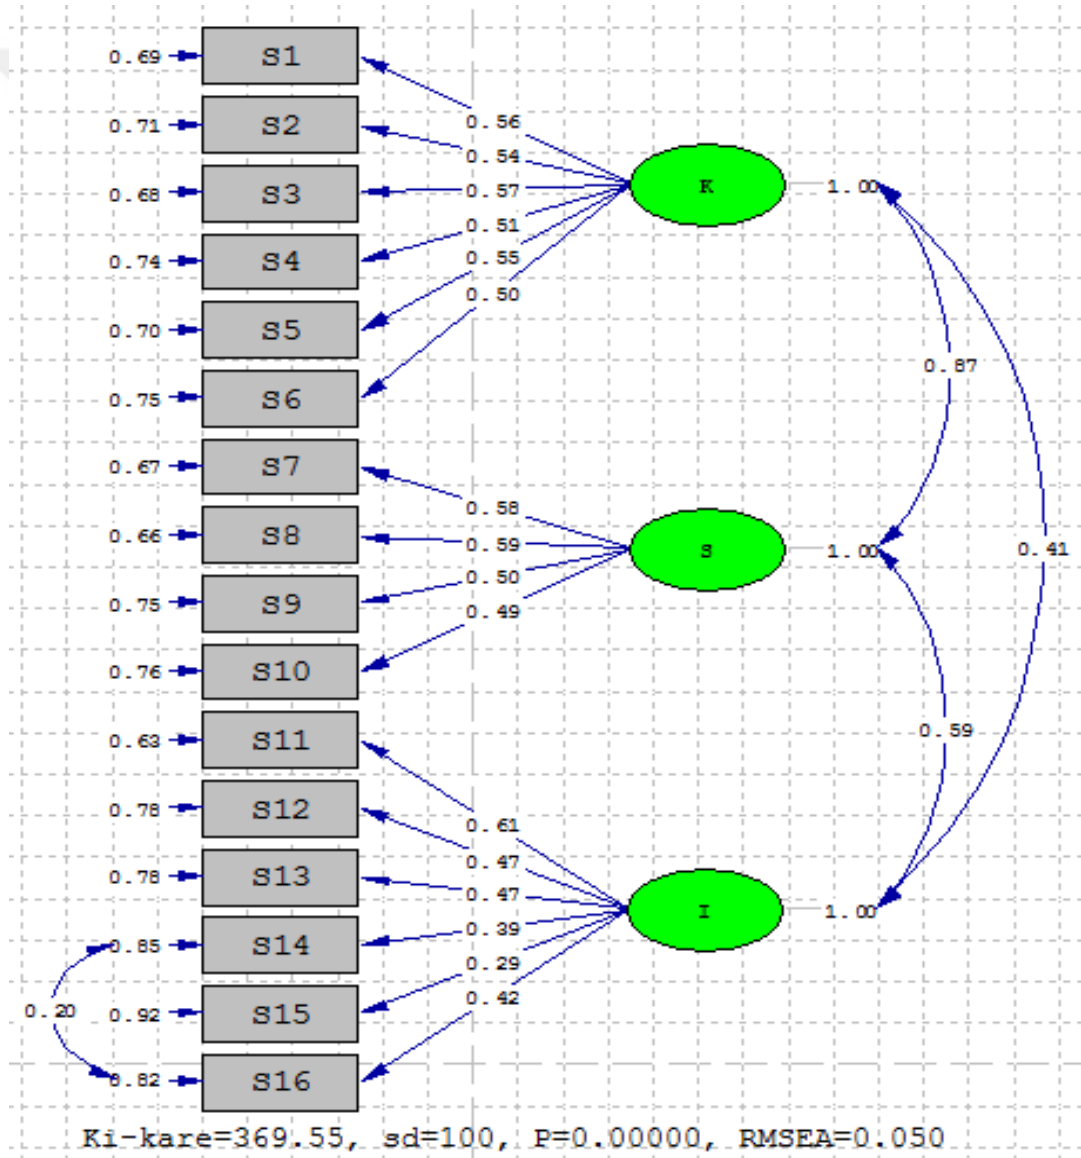 0.69 S1
0.56
0.71 S2
0.54
0.68 S3
0.57
K 1.00
0.51
0.74 S4
0.55
0.50
0.70 S5
0.87
0.75 S6
0.67 S7
0.58
0.66 S8
0.59
S 1.00
0.41
0.50
0.75 S9
0.49
0.76 S10
0.59
0.63 S11
0.78 S12
0.61
0.47
0.78 S13
0.47
I 1.00
0.39
0.85 S14
0.29
0.42
0.20
0.92 S15
0.82 S16
Ki-kare=369.55, sd=100, P=0.00000, RMSEA=0.050